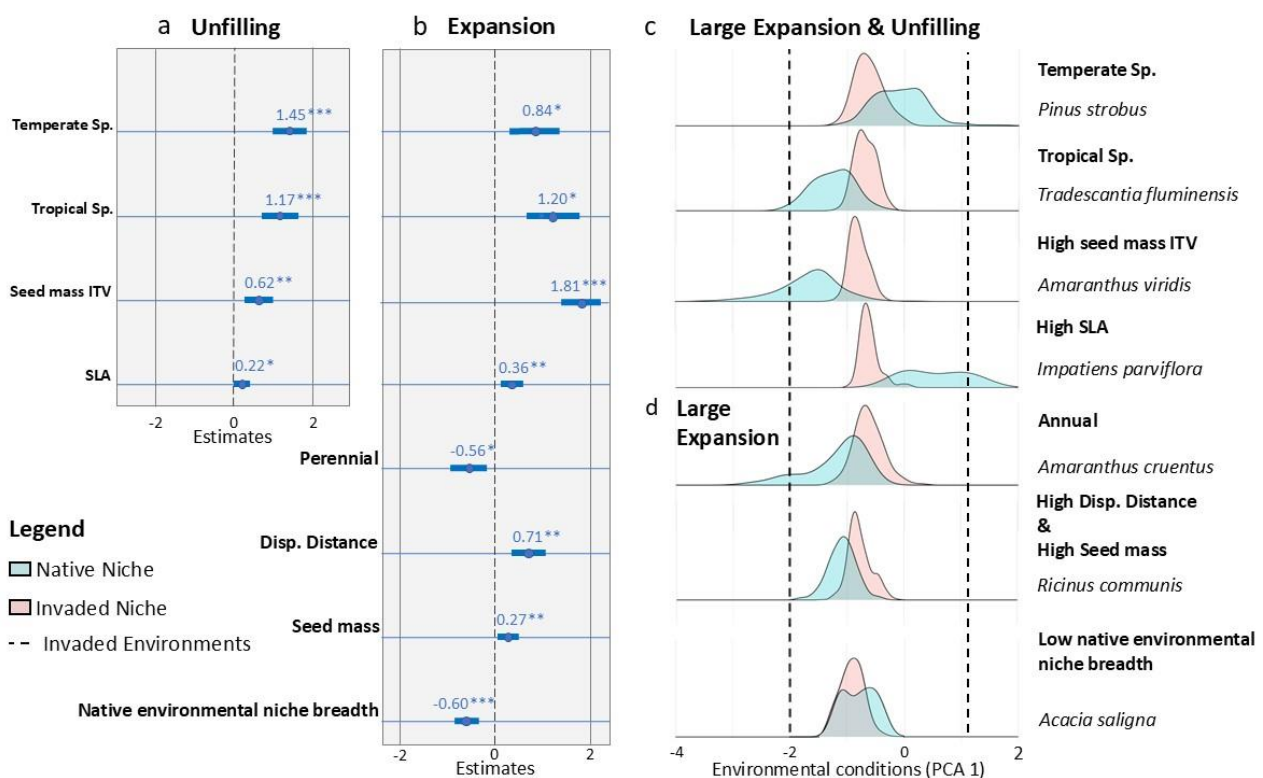 a Unfilling
b Expansion
c Large Expansion & Unfilling
Temperate Sp.
1.45***
0.84*
Tropical Sp.
1.17***
1.20*
Seed mass ITV
0.62**
1.81***
SLA
0.22*
0.36**
-2 0 2
Estimates
Perennial
-0.56*
Disp. Distance
0.71**
Seed mass
0.27**
Native environmental niche breadth
-0.60***
-2 0 2
Estimates
Legend
Native Niche
Invaded Niche
Invaded Environments
Temperate Sp.
Pinus strobus
Tropical Sp.
Tradescantia fluminensis
High seed mass ITV
Amaranthus viridis
High SLA
Impatiens parviflora
d Large
Expansion
Annual
Amaranthus cruentus
High Disp. Distance
&
High Seed mass
Ricinus communis
Low native environmental
niche breadth
Acacia saligna
-4 -2 0 2
Environmental conditions (PCA 1)